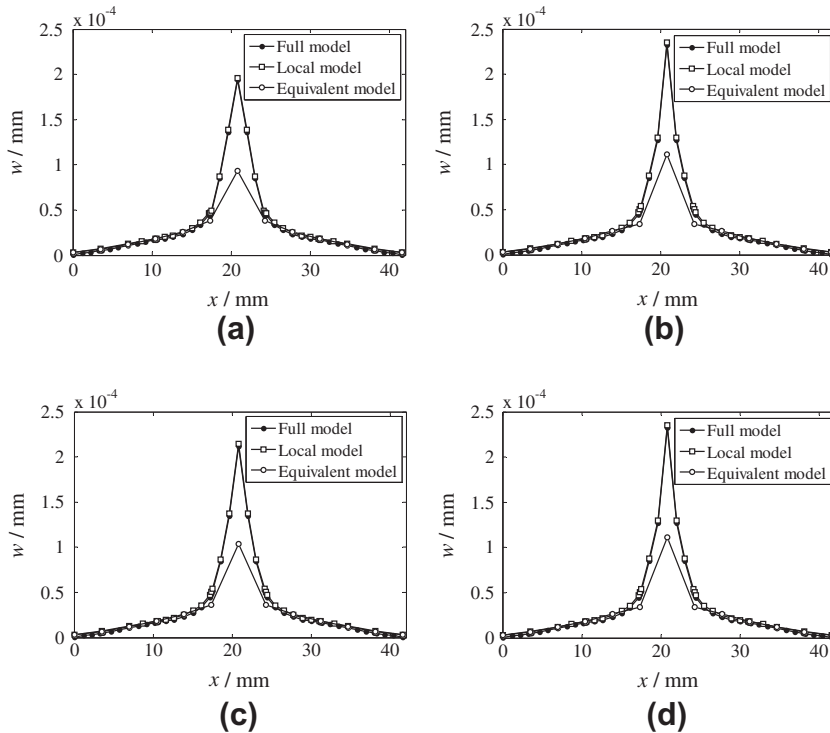 x 10⁻⁴
2.5
2
1.5
1
0.5
0
w / mm
0 10 20 30 40
x / mm
Full model
Local model
Equivalent model
(a)
x 10⁻⁴
2.5
2
1.5
1
0.5
0
w / mm
0 10 20 30 40
x / mm
Full model
Local model
Equivalent model
(b)
x 10⁻⁴
2.5
2
1.5
1
0.5
0
w / mm
0 10 20 30 40
x / mm
Full model
Local model
Equivalent model
(c)
x 10⁻⁴
2.5
2
1.5
1
0.5
0
w / mm
0 10 20 30 40
x / mm
Full model
Local model
Equivalent model
(d)